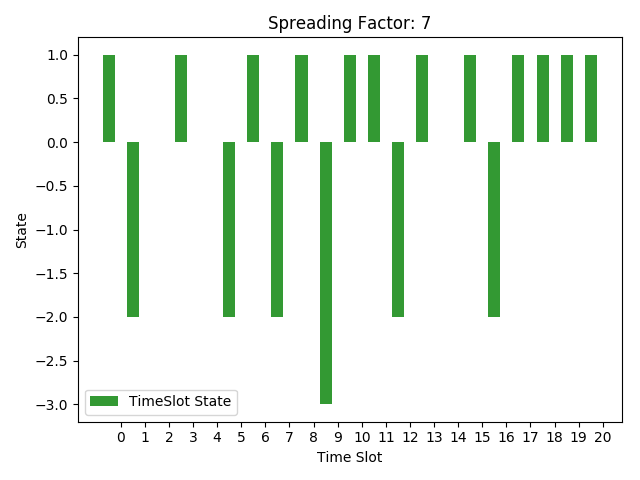 Spreading Factor: 7
1.0
0.5
0.0
−0.5
−1.0
−1.5
−2.0
−2.5
−3.0
State
TimeSlot State
0 1 2 3 4 5 6 7 8 9 10 11 12 13 14 15 16 17 18 19 20
Time Slot